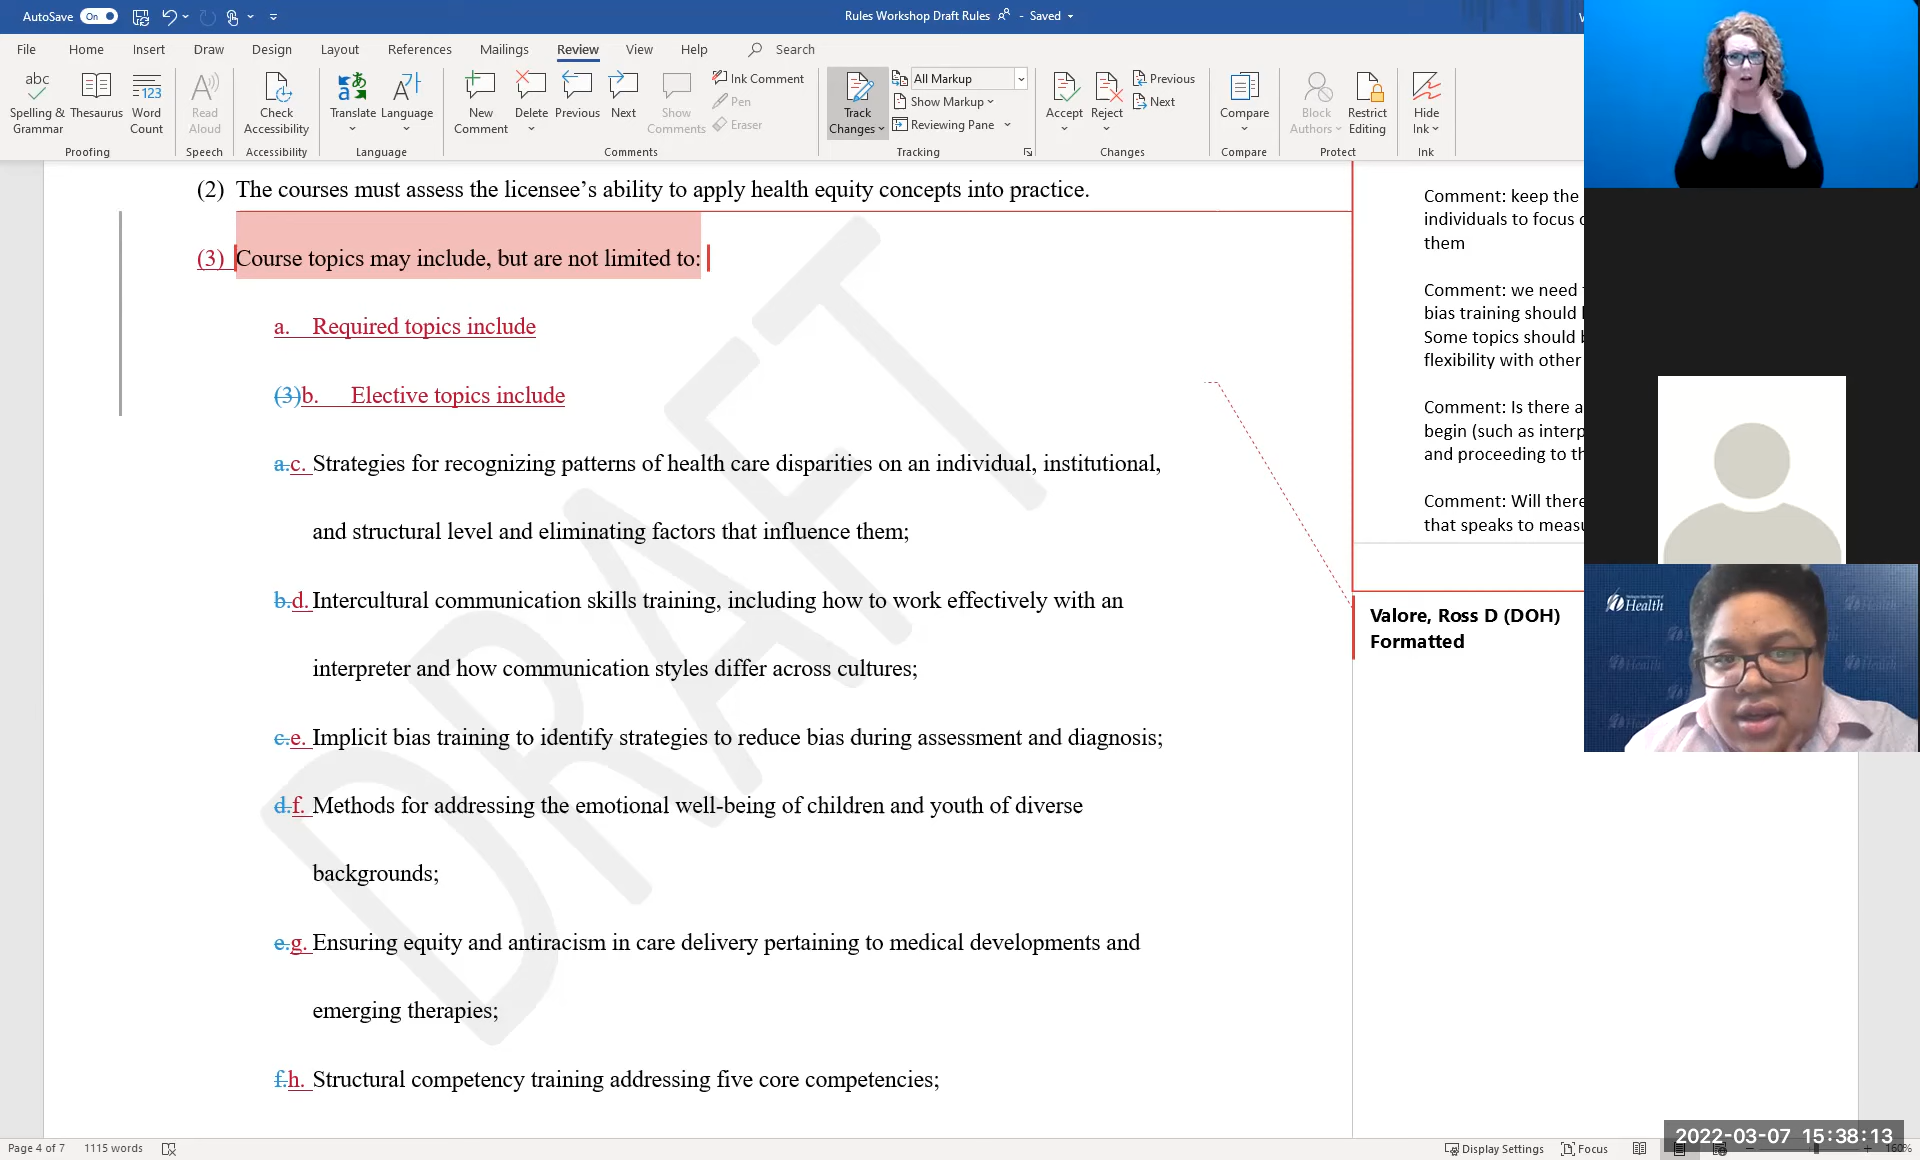 AutoSave On Rules Workshop Draft Rules - Saved
File Home Insert Draw Design Layout References Mailings Review View Help Search
abc Spelling & Grammar
Thesaurus
123 Word Count
Proofing
Read Aloud
Speech
Check Accessibility
Accessibility
Translate
Language
Language
New Comment
Delete
Previous
Next
Show Comments
Ink Comment
Pen
Eraser
Comments
Track Changes
All Markup
Show Markup
Reviewing Pane
Tracking
Accept
Reject
Previous
Next
Changes
Compare
Compare
Block Authors
Restrict Editing
Protect
Hide Ink
Ink
(2) The courses must assess the licensee’s ability to apply health equity concepts into practice.
(3) Course topics may include, but are not limited to:
a. Required topics include
(3)b. Elective topics include
a.c. Strategies for recognizing patterns of health care disparities on an individual, institutional,
and structural level and eliminating factors that influence them;
b.d. Intercultural communication skills training, including how to work effectively with an
interpreter and how communication styles differ across cultures;
c.e. Implicit bias training to identify strategies to reduce bias during assessment and diagnosis;
d.f. Methods for addressing the emotional well-being of children and youth of diverse
backgrounds;
e.g. Ensuring equity and antiracism in care delivery pertaining to medical developments and
emerging therapies;
f.h. Structural competency training addressing five core competencies;
DRAFT
Comment: keep the
individuals to focus
them
Comment: we need
bias training should
Some topics should
flexibility with other
Comment: Is there a
begin (such as
and proceeding to
Comment: Will there
that speaks to
Valore, Ross D (DOH)
Formatted
Health
Page 4 of 7 1115 words
Display Settings Focus
2022-03-07 15:38:13
160%